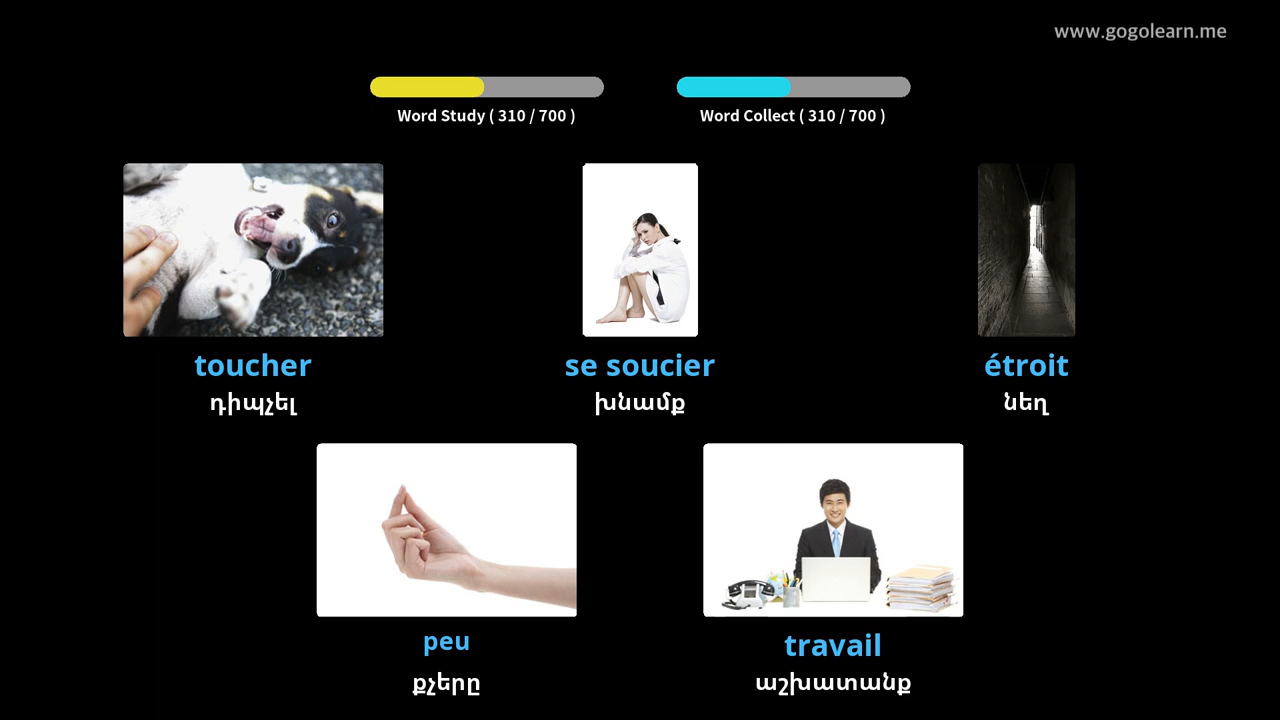 www.gogolearn.me
Word Study ( 310 / 700 )
Word Collect ( 310 / 700 )
toucher
se soucier
étroit
դիպչել
խնամք
նեղ
peu
travail
քչերը
աշխատանք